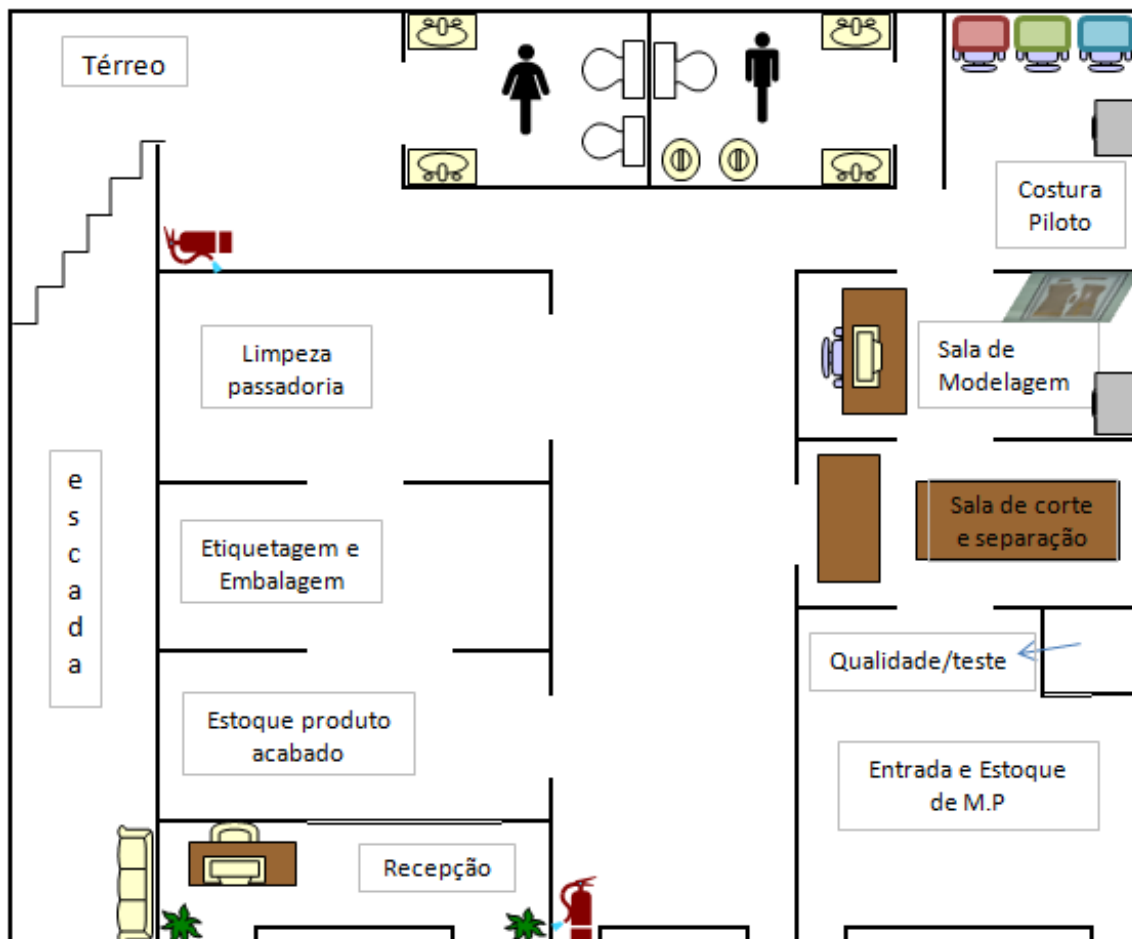 Térreo
Costura
Piloto
Limpeza
passadoria
Sala de
Modelagem
e
s
c
a
d
a
Sala de corte
e separação
Etiquetagem e
Embalagem
Qualidade/teste
Estoque produto
acabado
Entrada e Estoque
de M.P
Recepção